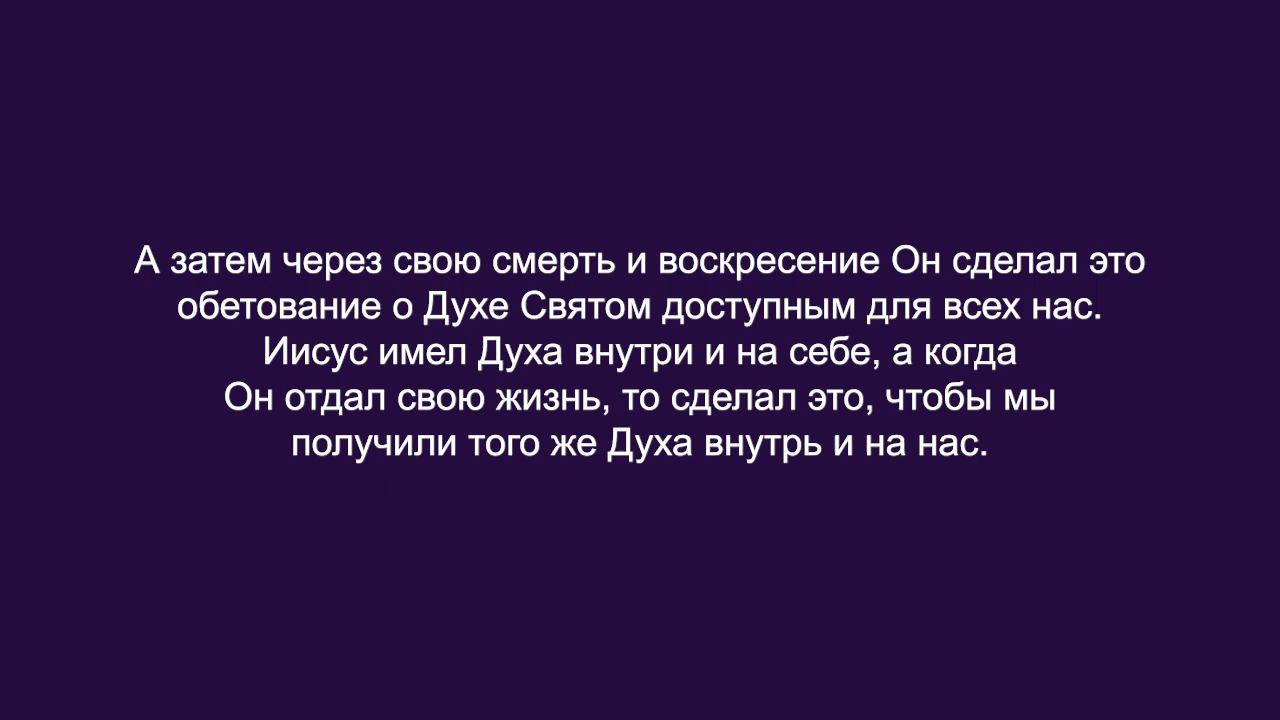 А затем через свою смерть и воскресение Он сделал это
обетование о Духе Святом доступным для всех нас.
Иисус имел Духа внутри и на себе, а когда
Он отдал свою жизнь, то сделал это, чтобы мы
получили того же Духа внутрь и на нас.